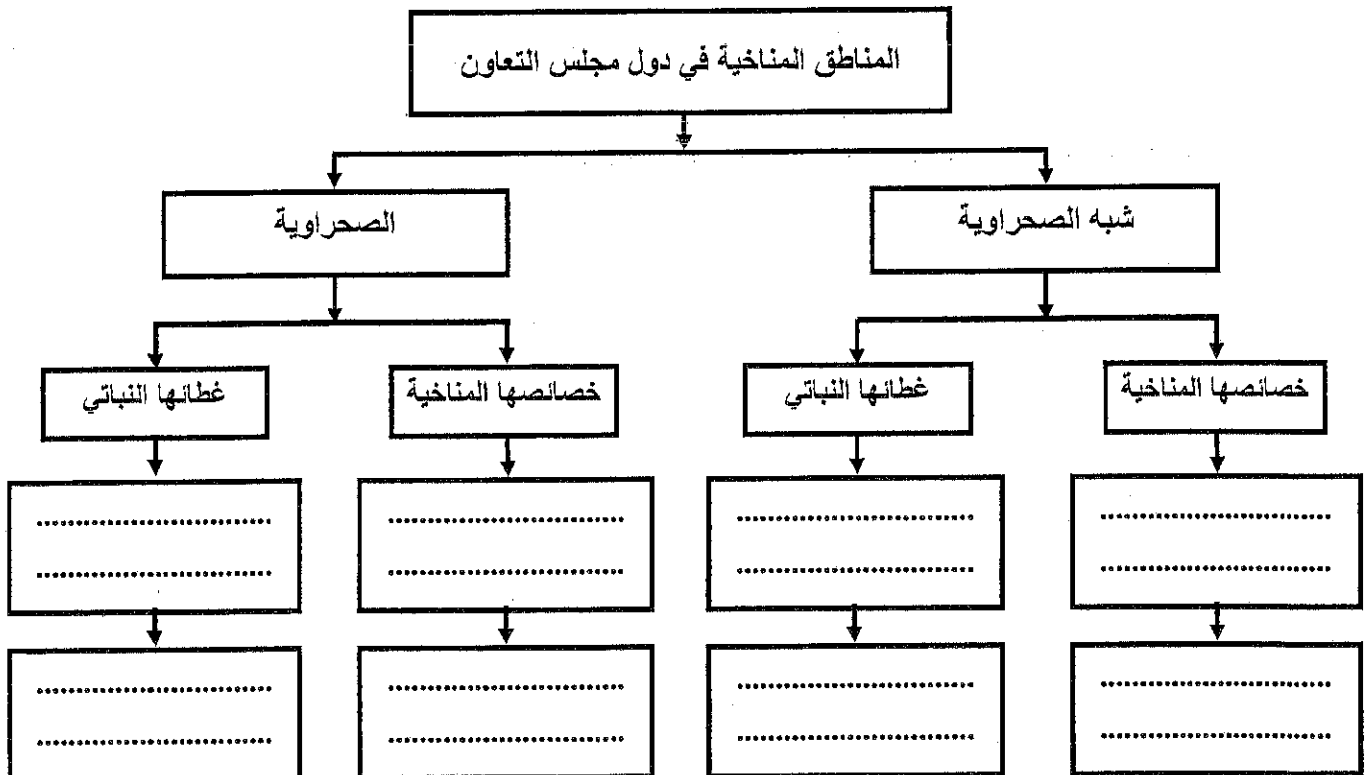 المناطق المناخية في دول مجلس التعاون
شبه الصحراوية
الصحراوية
خصائصها المناخية
غطائها النباتي
خصائصها المناخية
غطائها النباتي